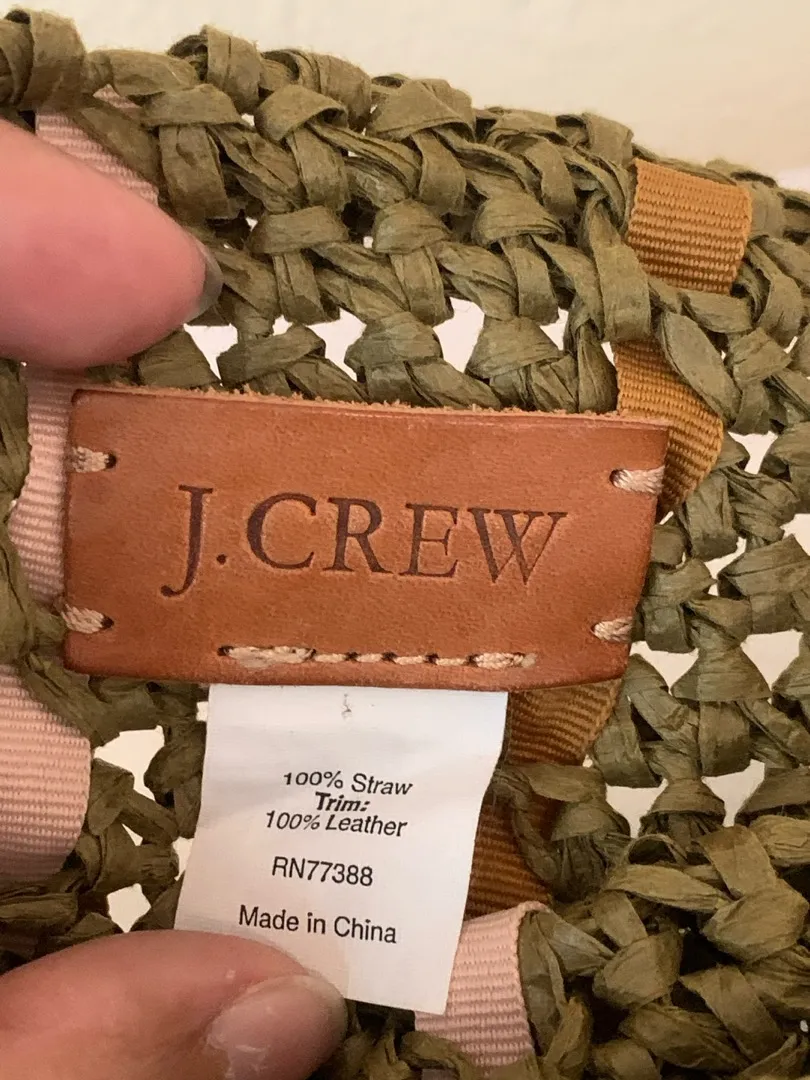 J.CREW
100% Straw
Trim:
100% Leather
RN77388
Made in China